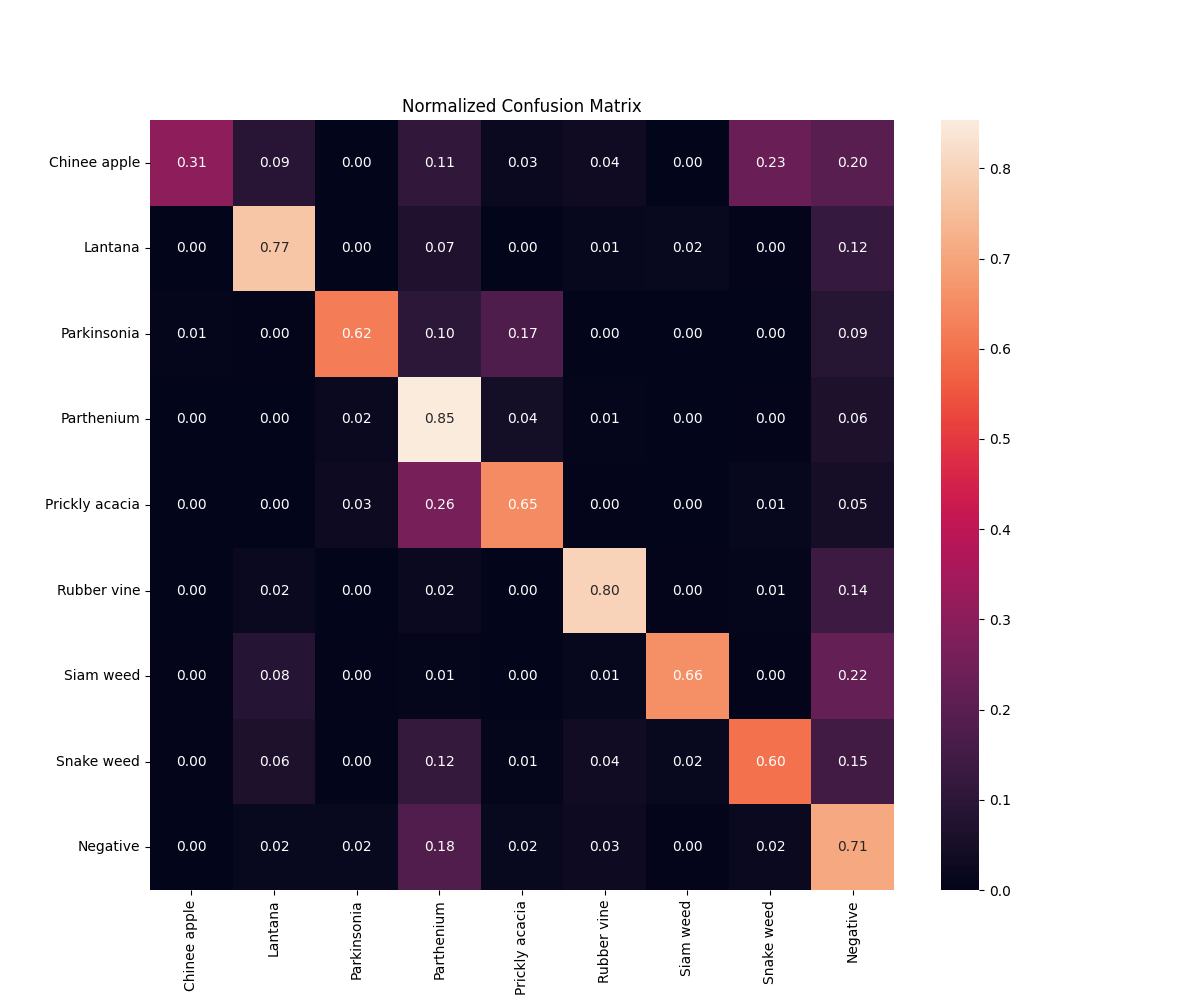 Normalized Confusion Matrix
Chinee apple 0.31 0.09 0.00 0.11 0.03 0.04 0.00 0.23 0.20
Lantana 0.00 0.77 0.00 0.07 0.00 0.01 0.02 0.00 0.12
Parkinsonia 0.01 0.00 0.62 0.10 0.17 0.00 0.00 0.00 0.09
Parthenium 0.00 0.00 0.02 0.85 0.04 0.01 0.00 0.00 0.06
Prickly acacia 0.00 0.00 0.03 0.26 0.65 0.00 0.00 0.01 0.05
Rubber vine 0.00 0.02 0.00 0.02 0.00 0.80 0.00 0.01 0.14
Siam weed 0.00 0.08 0.00 0.01 0.00 0.01 0.66 0.00 0.22
Snake weed 0.00 0.06 0.00 0.12 0.01 0.04 0.02 0.60 0.15
Negative 0.00 0.02 0.02 0.18 0.02 0.03 0.00 0.02 0.71
Chinee apple
Lantana
Parkinsonia
Parthenium
Prickly acacia
Rubber vine
Siam weed
Snake weed
Negative
0.8
0.7
0.6
0.5
0.4
0.3
0.2
0.1
0.0